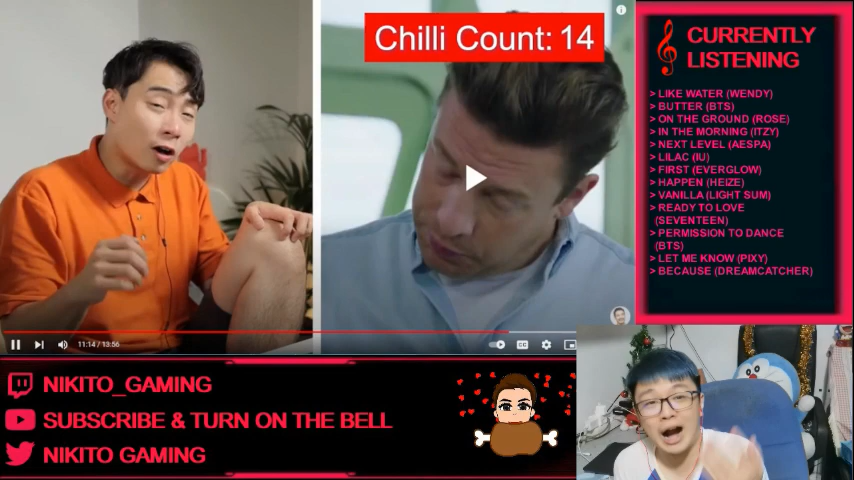 Chilli Count: 14
11:14 / 13:56
CC
CURRENTLY
LISTENING
> LIKE WATER (WENDY)
> BUTTER (BTS)
> ON THE GROUND (ROSE)
> IN THE MORNING (ITZY)
> NEXT LEVEL (AESPA)
> LILAC (IU)
> FIRST (EVERGLOW)
> HAPPEN (HEIZE)
> VANILLA (LIGHT SUM)
> READY TO LOVE
(SEVENTEEN)
> PERMISSION TO DANCE
(BTS)
> LET ME KNOW (PIXY)
> BECAUSE (DREAMCATCHER)
NIKITO_GAMING
SUBSCRIBE & TURN ON THE BELL
NIKITO GAMING